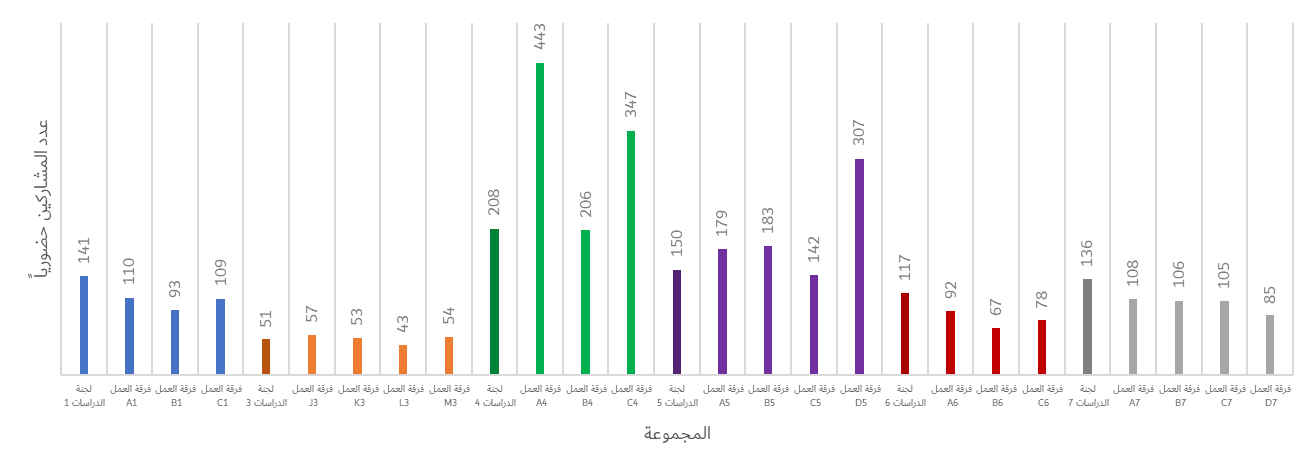 عدد المشاركين حضورياً
141
110
93
109
51
57
53
43
54
208
443
206
347
150
179
183
142
307
117
92
67
78
136
108
106
105
85
لجنة
الدراسات 1
فرقة العمل
A1
فرقة العمل
B1
فرقة العمل
C1
لجنة
الدراسات 3
فرقة العمل
J3
فرقة العمل
K3
فرقة العمل
L3
فرقة العمل
M3
لجنة
الدراسات 4
فرقة العمل
A4
فرقة العمل
B4
فرقة العمل
C4
لجنة
الدراسات 5
فرقة العمل
A5
فرقة العمل
B5
فرقة العمل
C5
فرقة العمل
D5
لجنة
الدراسات 6
فرقة العمل
A6
فرقة العمل
B6
فرقة العمل
C6
لجنة
الدراسات 7
فرقة العمل
A7
فرقة العمل
B7
فرقة العمل
C7
فرقة العمل
D7
المجموعة